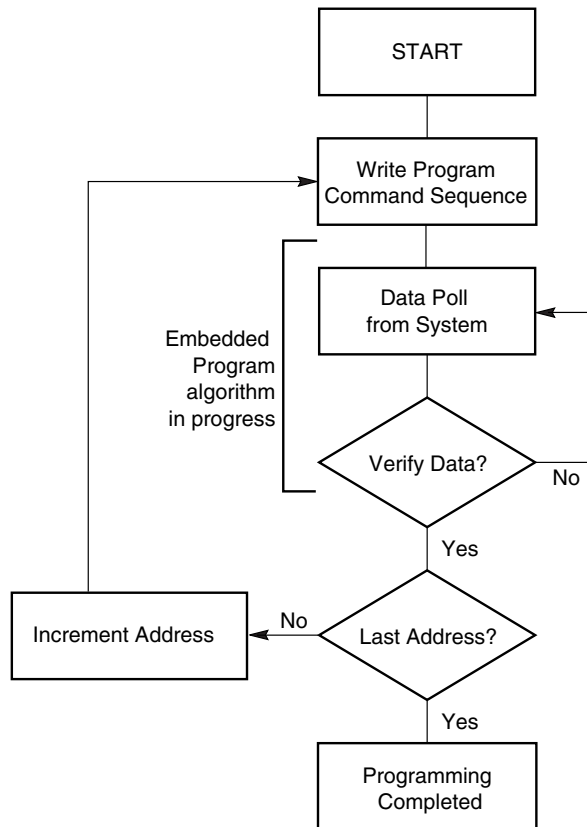 START
Write Program
Command Sequence
Data Poll
from System
Embedded
Program
algorithm
in progress
Verify Data?
No
Yes
Last Address?
No
Increment Address
Yes
Programming
Completed